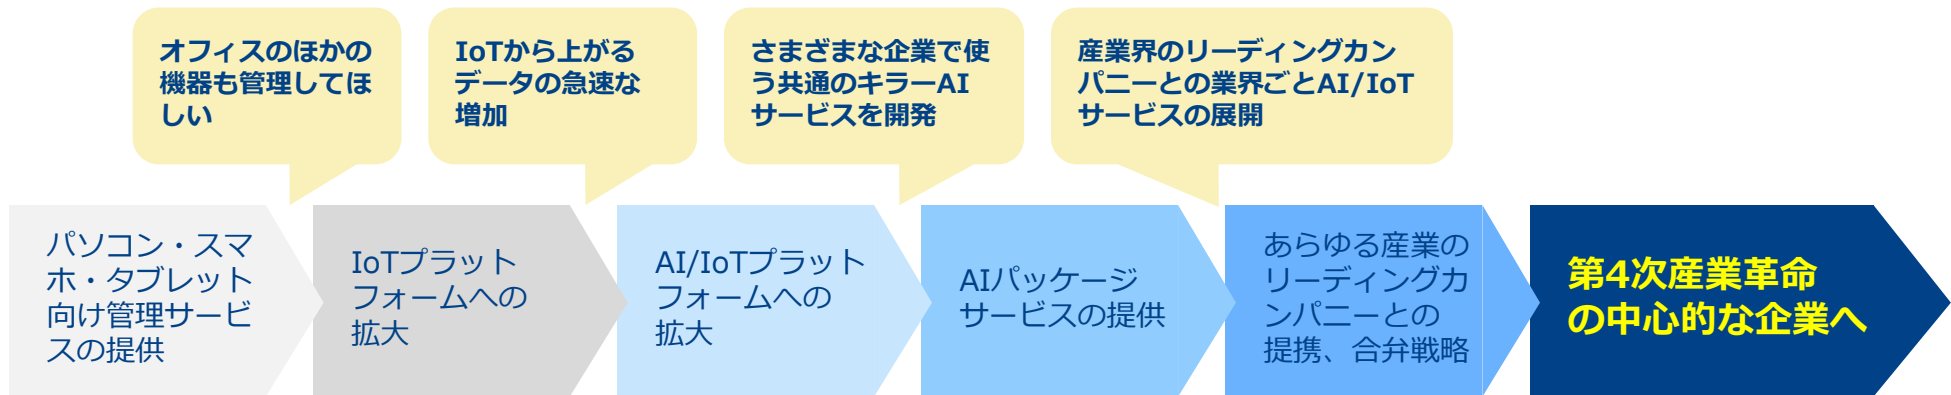 オフィスのほかの
機器も管理してほ
しい
IoTから上がる
データの急速な
増加
さまざまな企業で使
う共通のキラーAI
サービスを開発
産業界のリーディングカン
パニーとの業界ごとAI/IoT
サービスの展開
パソコン・スマ
ホ・タブレット
向け管理サービ
スの提供
IoTプラット
フォームへの
拡大
AI/IoTプラット
フォームへの
拡大
AIパッケージ
サービスの提供
あらゆる産業の
リーディングカ
ンパニーとの
提携、合弁戦略
第4次産業革命
の中心的な企業へ